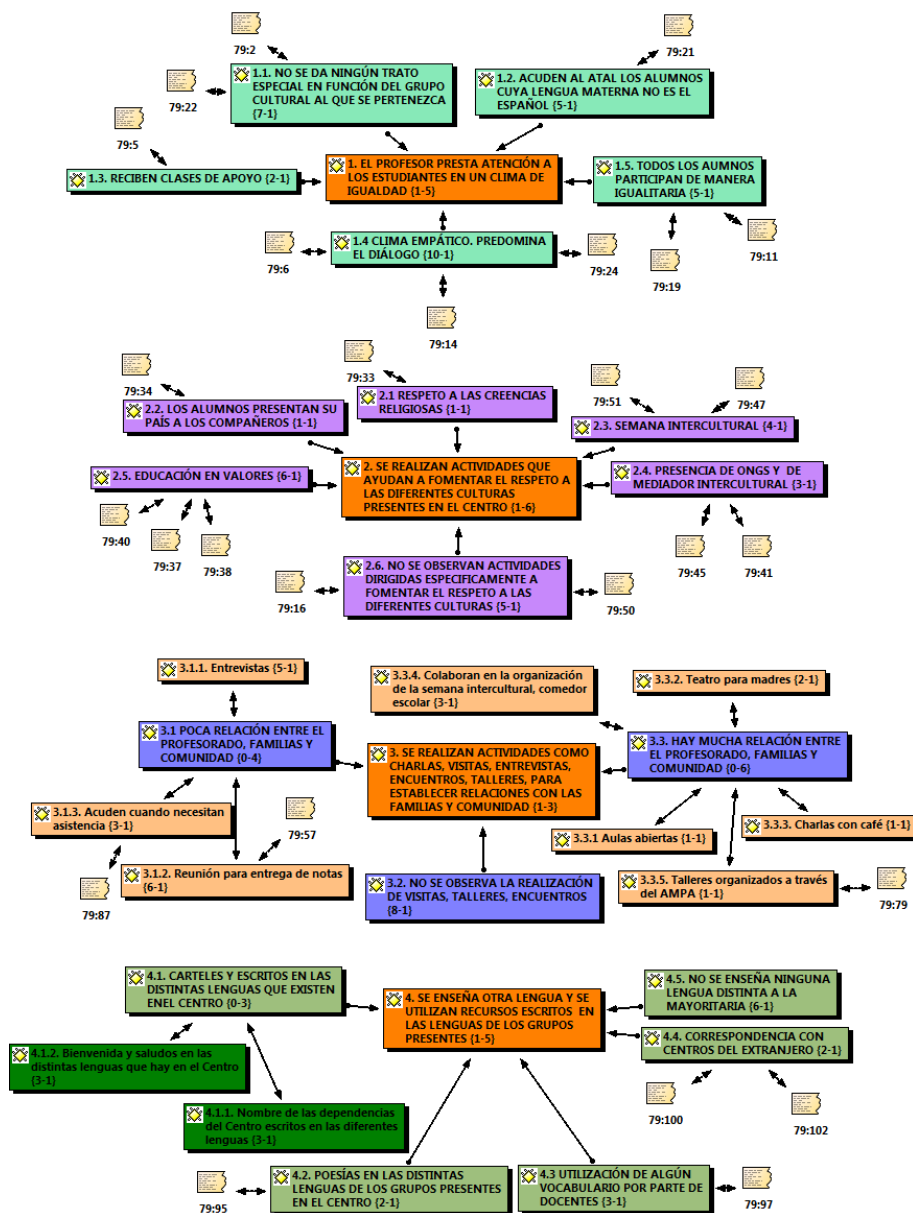 79:2
79:21
1.1. NO SE DA NINGÚN TRATO
ESPECIAL EN FUNCIÓN DEL GRUPO
CULTURAL AL QUE SE PERTENEZCA
{7-1}
1.2. ACUDEN AL ATAL LOS ALUMNOS
CUYA LENGUA MATERNA NO ES EL
ESPAÑOL {5-1}
79:22
79:5
1.3. RECIBEN CLASES DE APOYO {2-1}
1. EL PROFESOR PRESTA ATENCIÓN A
LOS ESTUDIANTES EN UN CLIMA DE
IGUALDAD {1-5}
1.5. TODOS LOS AUMNOS
PARTICIPAN DE MANERA
IGUALITARIA {5-1}
79:6
1.4 CLIMA EMPÁTICO. PREDOMINA
EL DIÁLOGO {10-1}
79:24
79:19
79:11
79:14
79:34
79:33
79:51
79:47
2.2. LOS ALUMNOS PRESENTAN SU
PAÍS A LOS COMPAÑEROS {1-1}
2.1 RESPETO A LAS CREENCIAS
RELIGIOSAS {1-1}
2.3. SEMANA INTERCULTURAL {4-1}
2.5. EDUCACIÓN EN VALORES {6-1}
2. SE REALIZAN ACTIVIDADES QUE
AYUDAN A FOMENTAR EL RESPETO A
LAS DIFERENTES CULTURAS
PRESENTES EN EL CENTRO {1-6}
2.4. PRESENCIA DE ONGS Y DE
MEDIADOR INTERCULTURAL {3-1}
79:40
79:37
79:38
79:45
79:41
79:16
2.6. NO SE OBSERVAN ACTIVIDADES
DIRIGIDAS ESPECIFICAMENTE A
FOMENTAR EL RESPETO A LAS
DIFERENTES CULTURAS {5-1}
79:50
3.1.1. Entrevistas {5-1}
3.3.4. Colaboran en la organización
de la semana intercultural, comedor
escolar {3-1}
3.3.2. Teatro para madres {2-1}
3.1 POCA RELACIÓN ENTRE EL
PROFESORADO, FAMILIAS Y
COMUNIDAD {0-4}
3. SE REALIZAN ACTIVIDADES COMO
CHARLAS, VISITAS, ENTREVISTAS,
ENCUENTROS, TALLERES, PARA
ESTABLECER RELACIONES CON LAS
FAMILIAS Y COMUNIDAD {1-3}
3.3. HAY MUCHA RELACIÓN ENTRE
EL PROFESORADO, FAMILIAS Y
COMUNIDAD {0-6}
3.1.3. Acuden cuando necesitan
asistencia {3-1}
79:57
3.3.1 Aulas abiertas {1-1}
3.3.3. Charlas con café {1-1}
79:87
3.1.2. Reunión para entrega de notas
{6-1}
3.2. NO SE OBSERVA LA REALIZACIÓN
DE VISITAS, TALLERES, ENCUENTROS
{8-1}
3.3.5. Talleres organizados a través
del AMPA {1-1}
79:79
4.1. CARTELES Y ESCRITOS EN LAS
DISTINTAS LENGUAS QUE EXISTEN
ENEL CENTRO {0-3}
4. SE ENSEÑA OTRA LENGUA Y SE
UTILIZAN RECURSOS ESCRITOS EN
LAS LENGUAS DE LOS GRUPOS
PRESENTES {1-5}
4.5. NO SE ENSEÑA NINGUNA
LENGUA DISTINTA A LA
MAYORITARIA {6-1}
4.4. CORRESPONDENCIA CON
CENTROS DEL EXTRANJERO {2-1}
4.1.2. Bienvenida y saludos en las
distintas lenguas que hay en el Centro
{3-1}
79:100
79:102
4.1.1. Nombre de las dependencias
del Centro escritos en las diferentes
lenguas {3-1}
79:95
4.2. POESÍAS EN LAS DISTINTAS
LENGUAS DE LOS GRUPOS PRESENTES
EN EL CENTRO {2-1}
4.3 UTILIZACIÓN DE ALGÚN
VOCABULARIO POR PARTE DE
DOCENTES {3-1}
79:97